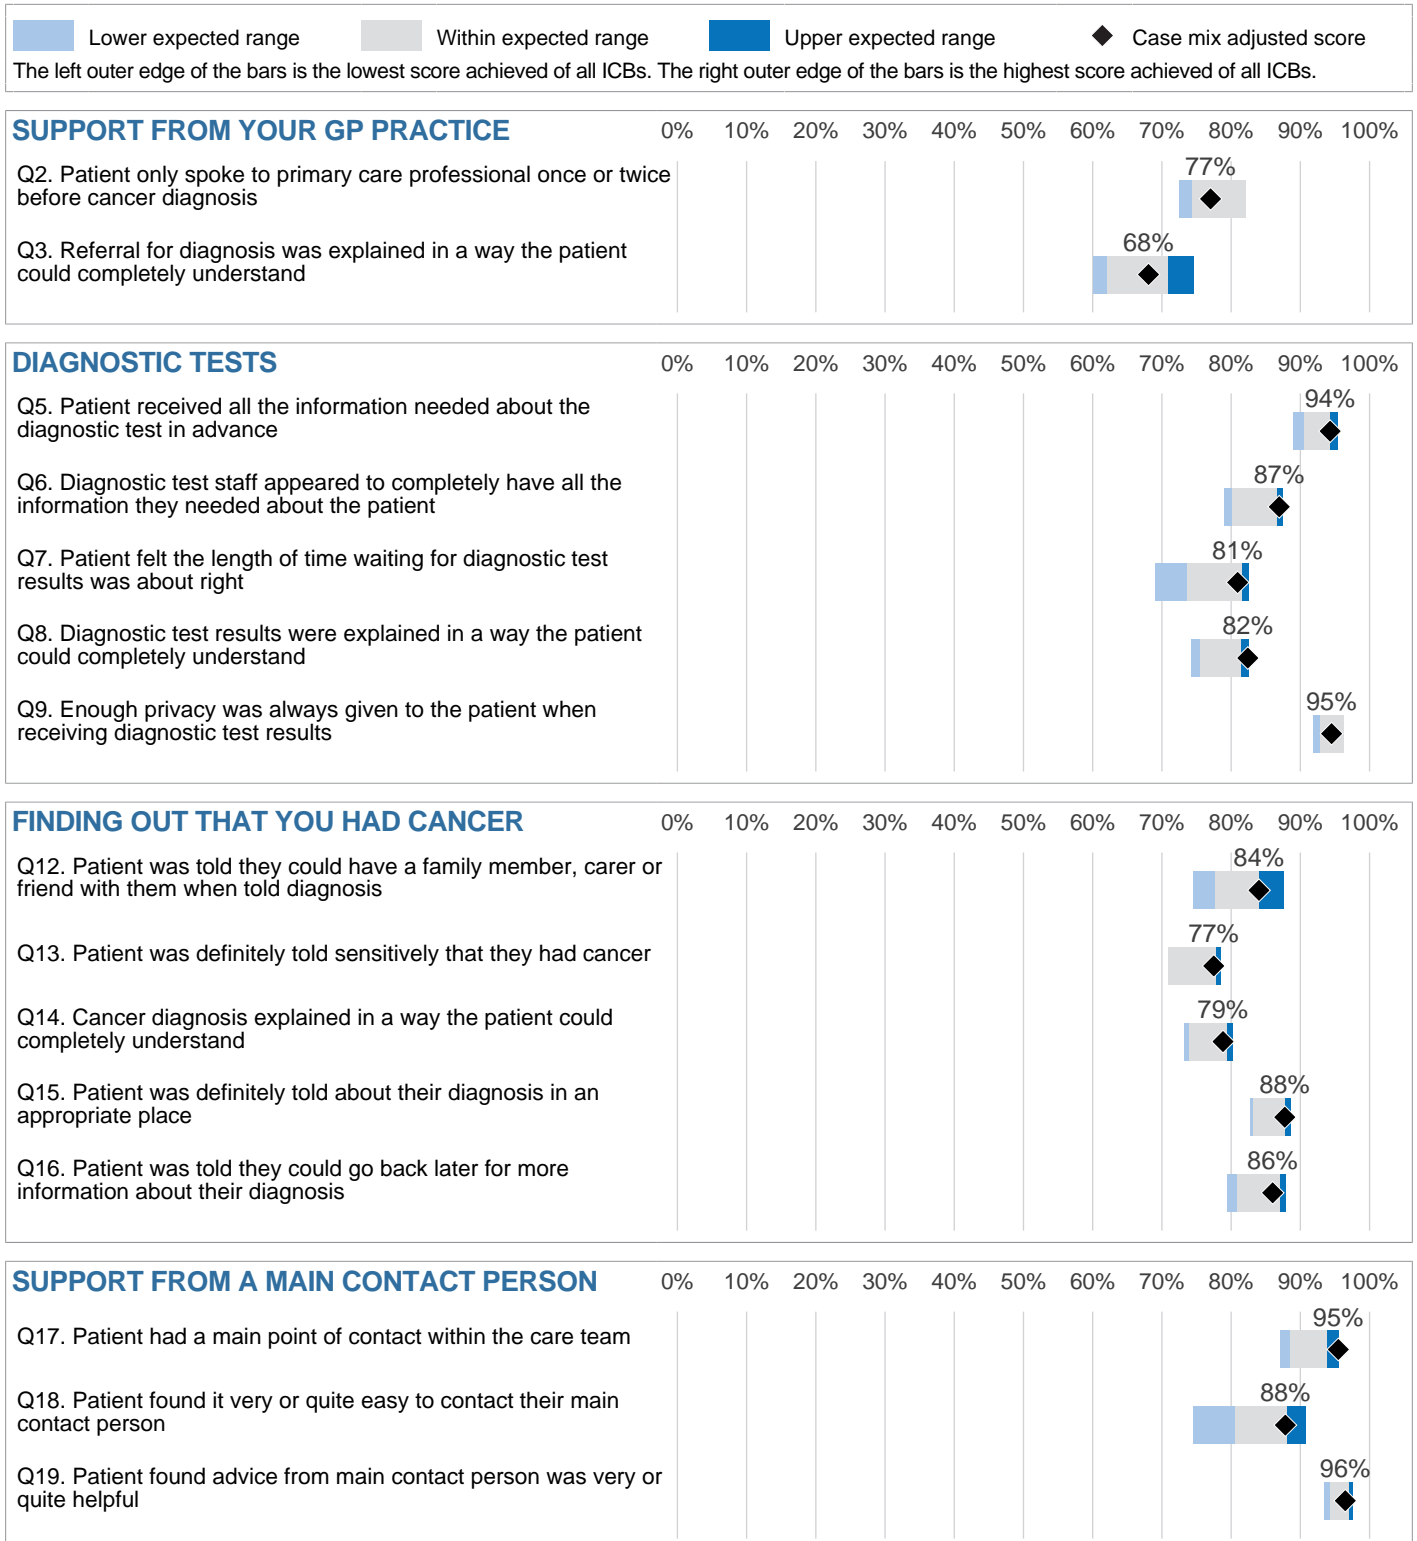 Lower expected range Within expected range Upper expected range Case mix adjusted score
The left outer edge of the bars is the lowest score achieved of all ICBs. The right outer edge of the bars is the highest score achieved of all ICBs.
SUPPORT FROM YOUR GP PRACTICE 0% 10% 20% 30% 40% 50% 60% 70% 80% 90% 100%
77%
Q2. Patient only spoke to primary care professional once or twice
before cancer diagnosis
68%
Q3. Referral for diagnosis was explained in a way the patient
could completely understand
DIAGNOSTIC TESTS 0% 10% 20% 30% 40% 50% 60% 70% 80% 90% 100%
94%
Q5. Patient received all the information needed about the
diagnostic test in advance
87%
Q6. Diagnostic test staff appeared to completely have all the
information they needed about the patient
81%
Q7. Patient felt the length of time waiting for diagnostic test
results was about right
82%
Q8. Diagnostic test results were explained in a way the patient
could completely understand
95%
Q9. Enough privacy was always given to the patient when
receiving diagnostic test results
FINDING OUT THAT YOU HAD CANCER 0% 10% 20% 30% 40% 50% 60% 70% 80% 90% 100%
84%
Q12. Patient was told they could have a family member, carer or
friend with them when told diagnosis
77%
Q13. Patient was definitely told sensitively that they had cancer
79%
Q14. Cancer diagnosis explained in a way the patient could
completely understand
88%
Q15. Patient was definitely told about their diagnosis in an
appropriate place
86%
Q16. Patient was told they could go back later for more
information about their diagnosis
SUPPORT FROM A MAIN CONTACT PERSON 0% 10% 20% 30% 40% 50% 60% 70% 80% 90% 100%
95%
Q17. Patient had a main point of contact within the care team
88%
Q18. Patient found it very or quite easy to contact their main
contact person
96%
Q19. Patient found advice from main contact person was very or
quite helpful